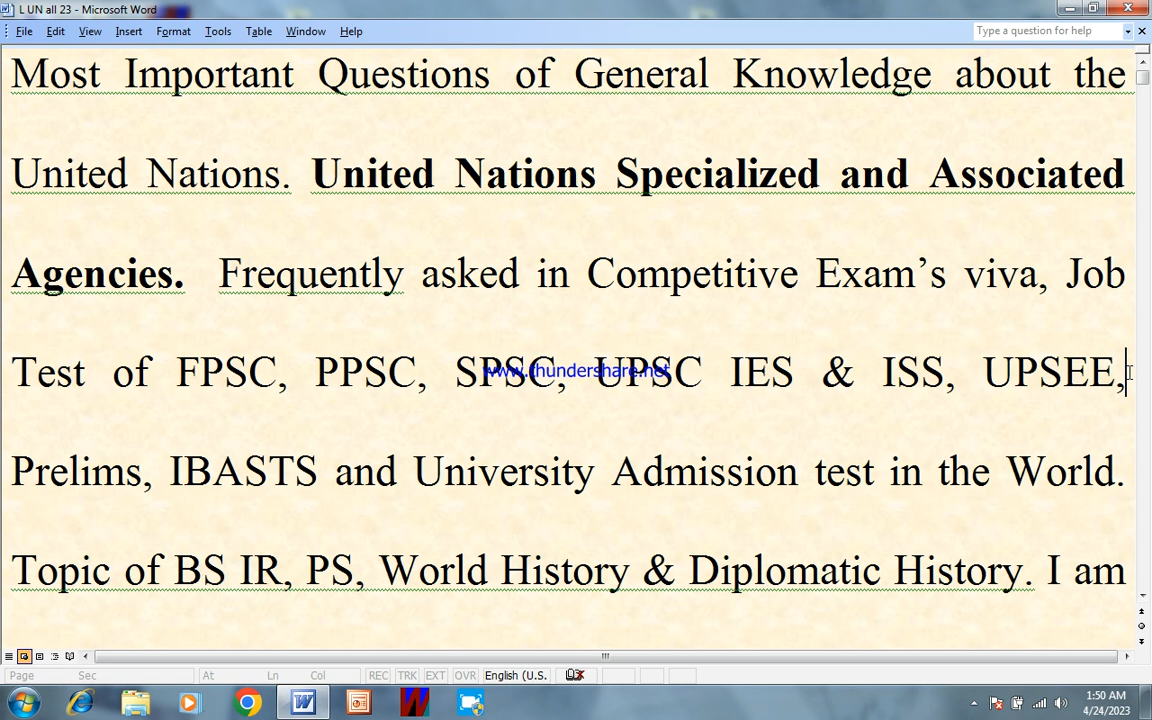 L UN all 23 - Microsoft Word
File Edit View Insert Format Tools Table Window Help
Type a question for help
Most Important Questions of General Knowledge about the
United Nations. United Nations Specialized and Associated
Agencies. Frequently asked in Competitive Exam’s viva, Job
Test of FPSC, PPSC, SPSC, UPSC IES & ISS, UPSEE,
www.thundershare.net
Prelims, IBASTS and University Admission test in the World.
Topic of BS IR, PS, World History & Diplomatic History. I am
Page Sec At Ln Col REC TRK EXT OVR English (U.S.
1:50 AM
4/24/2023